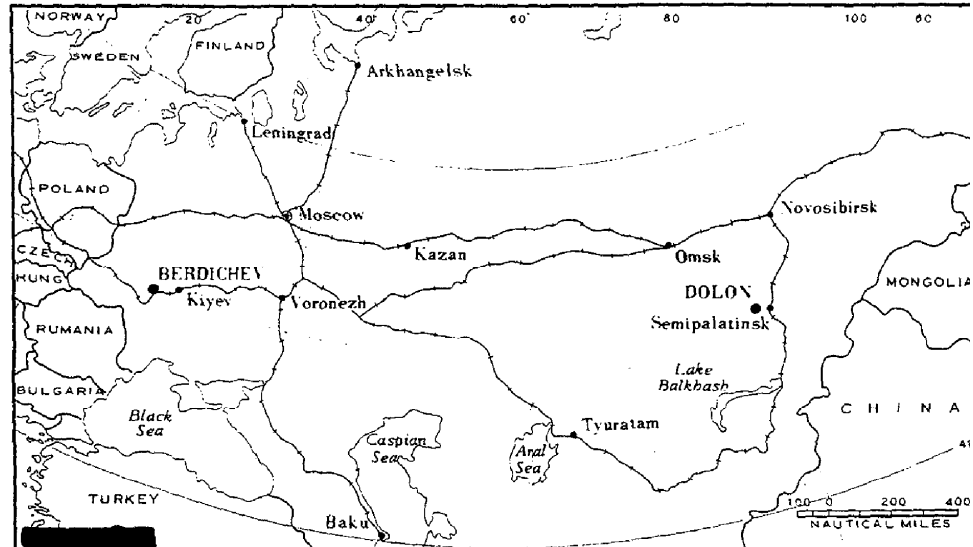 NORWAY
20°
40°
60°
80
100
60
SWEDEN
FINLAND
Arkhangelsk
Leningrad
POLAND
Moscow
Novosibirsk
Kazan
Omsk
CZECH
BERDICHEV
Kiyev
Voronezh
DOLON
Semipalatinsk
MONGOLIA
HUNG
RUMANIA
Lake
Balkhash
BULGARIA
Black
Sea
Caspian
Sea
Aral
Sea
Tyuratam
CHINA
TURKEY
Baku
100 0 200 400
NAUTICAL MILES